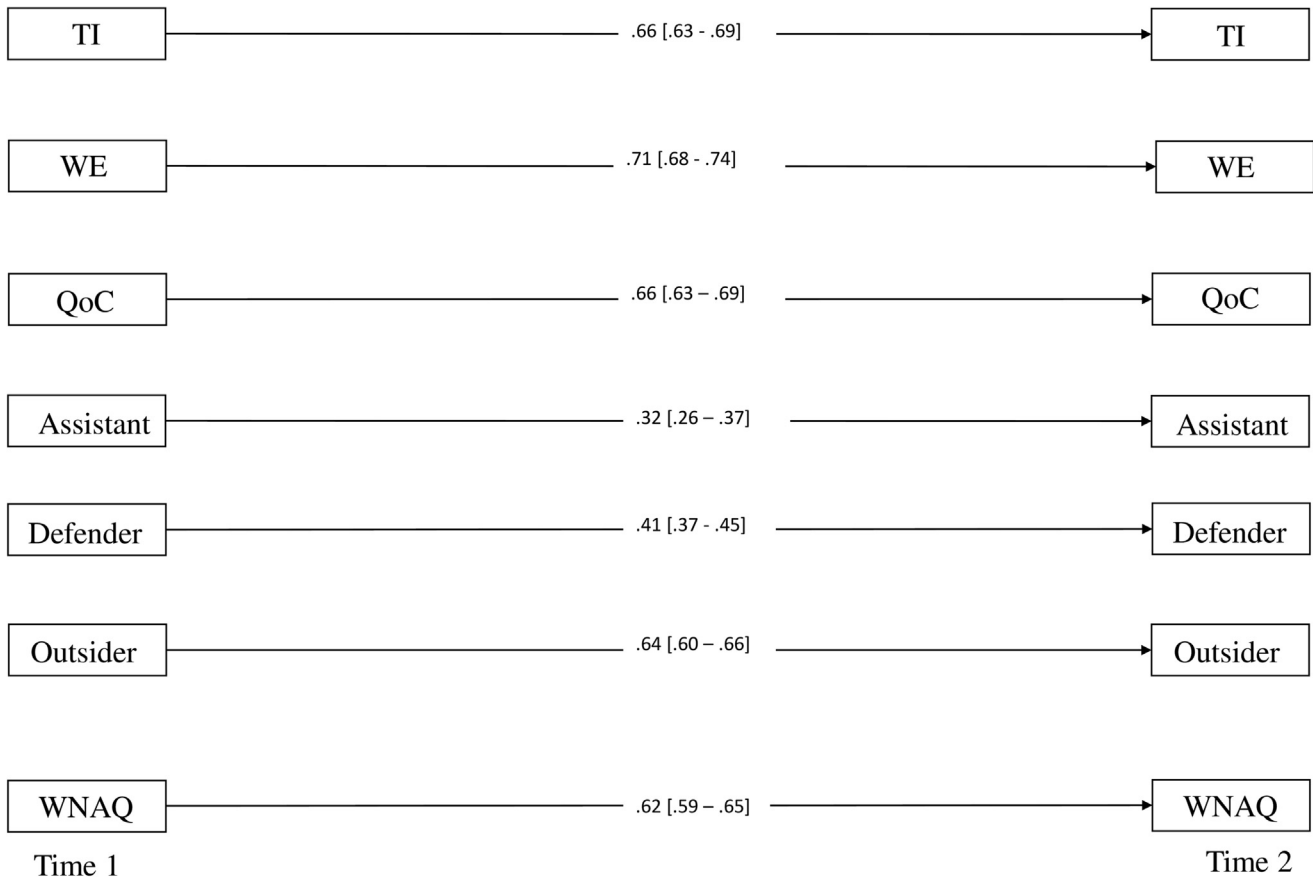 TI .66 [.63 - .69] TI
WE .71 [.68 - .74] WE
QoC .66 [.63 – .69] QoC
Assistant .32 [.26 – .37] Assistant
Defender .41 [.37 - .45] Defender
Outsider .64 [.60 – .66] Outsider
WNAQ .62 [.59 – .65] WNAQ
Time 1 Time 2